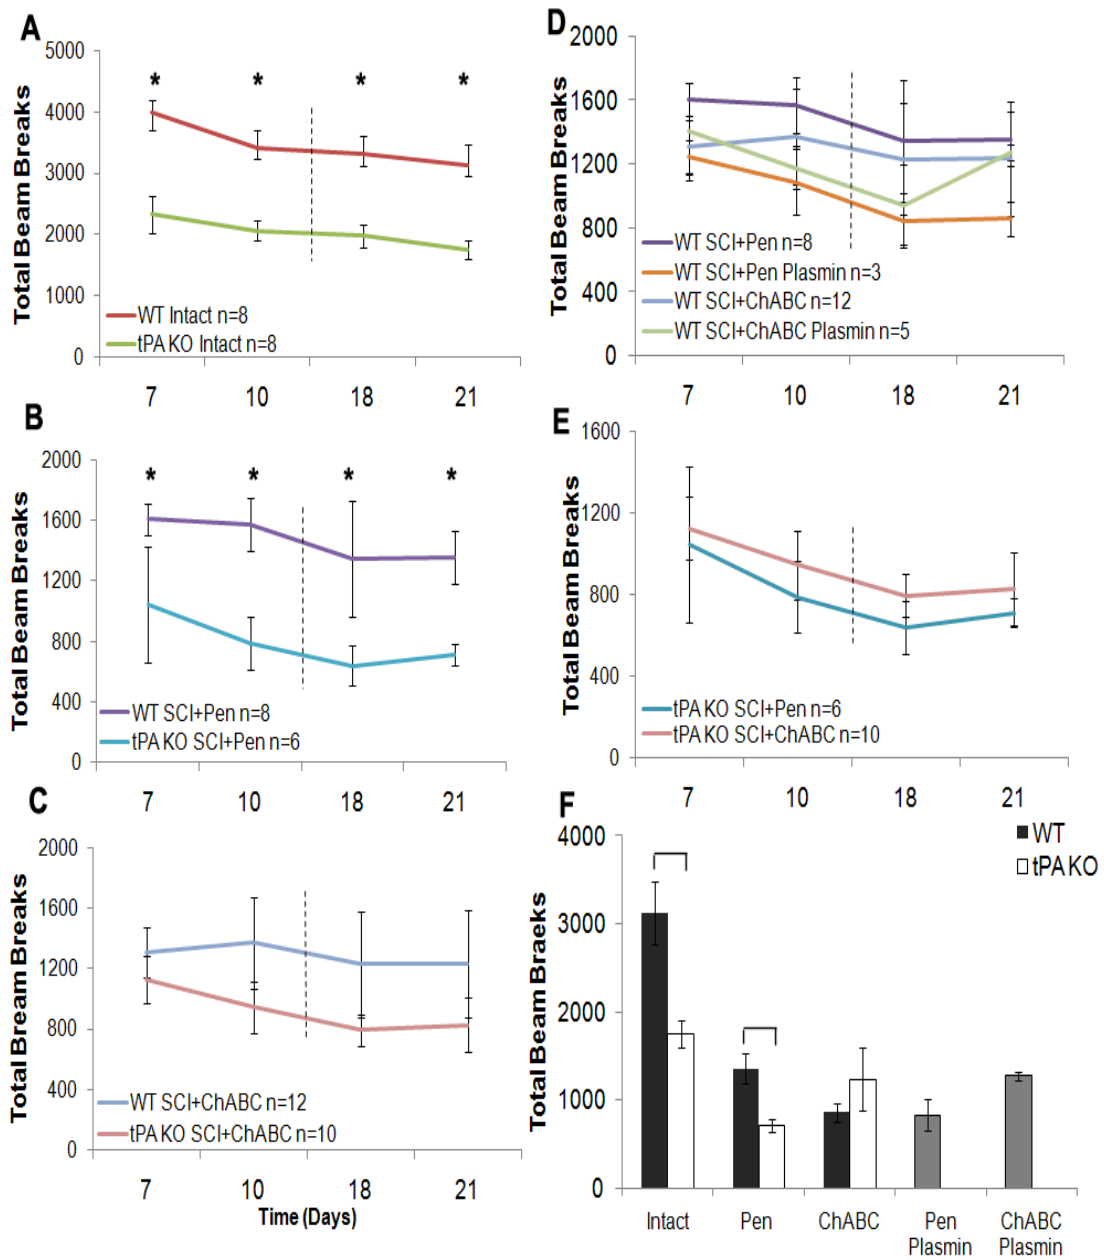 A
Total Beam Breaks
5000
4000
3000
2000
1000
0
* * * *
WT Intact n=8
tPA KO Intact n=8
7 10 18 21
B
Total Beam Breaks
2000
1600
1200
800
400
0
* * * *
WT SCI+Pen n=8
tPA KO SCI+Pen n=6
7 10 18 21
C
Total Bream Breaks
2000
1600
1200
800
400
0
WT SCI+ChABC n=12
tPA KO SCI+ChABC n=10
7 10 18 21
Time (Days)
D
Total Beam Breaks
2000
1600
1200
800
400
0
WT SCI+Pen n=8
WT SCI+Pen Plasmin n=3
WT SCI+ChABC n=12
WT SCI+ChABC Plasmin n=5
7 10 18 21
E
Total Beam Breaks
1600
1200
800
400
0
tPA KO SCI+Pen n=6
tPA KO SCI+ChABC n=10
7 10 18 21
F
Total Beam Braeks
4000
3000
2000
1000
0
WT
tPA KO
Intact Pen ChABC Pen ChABC
Plasmin Plasmin